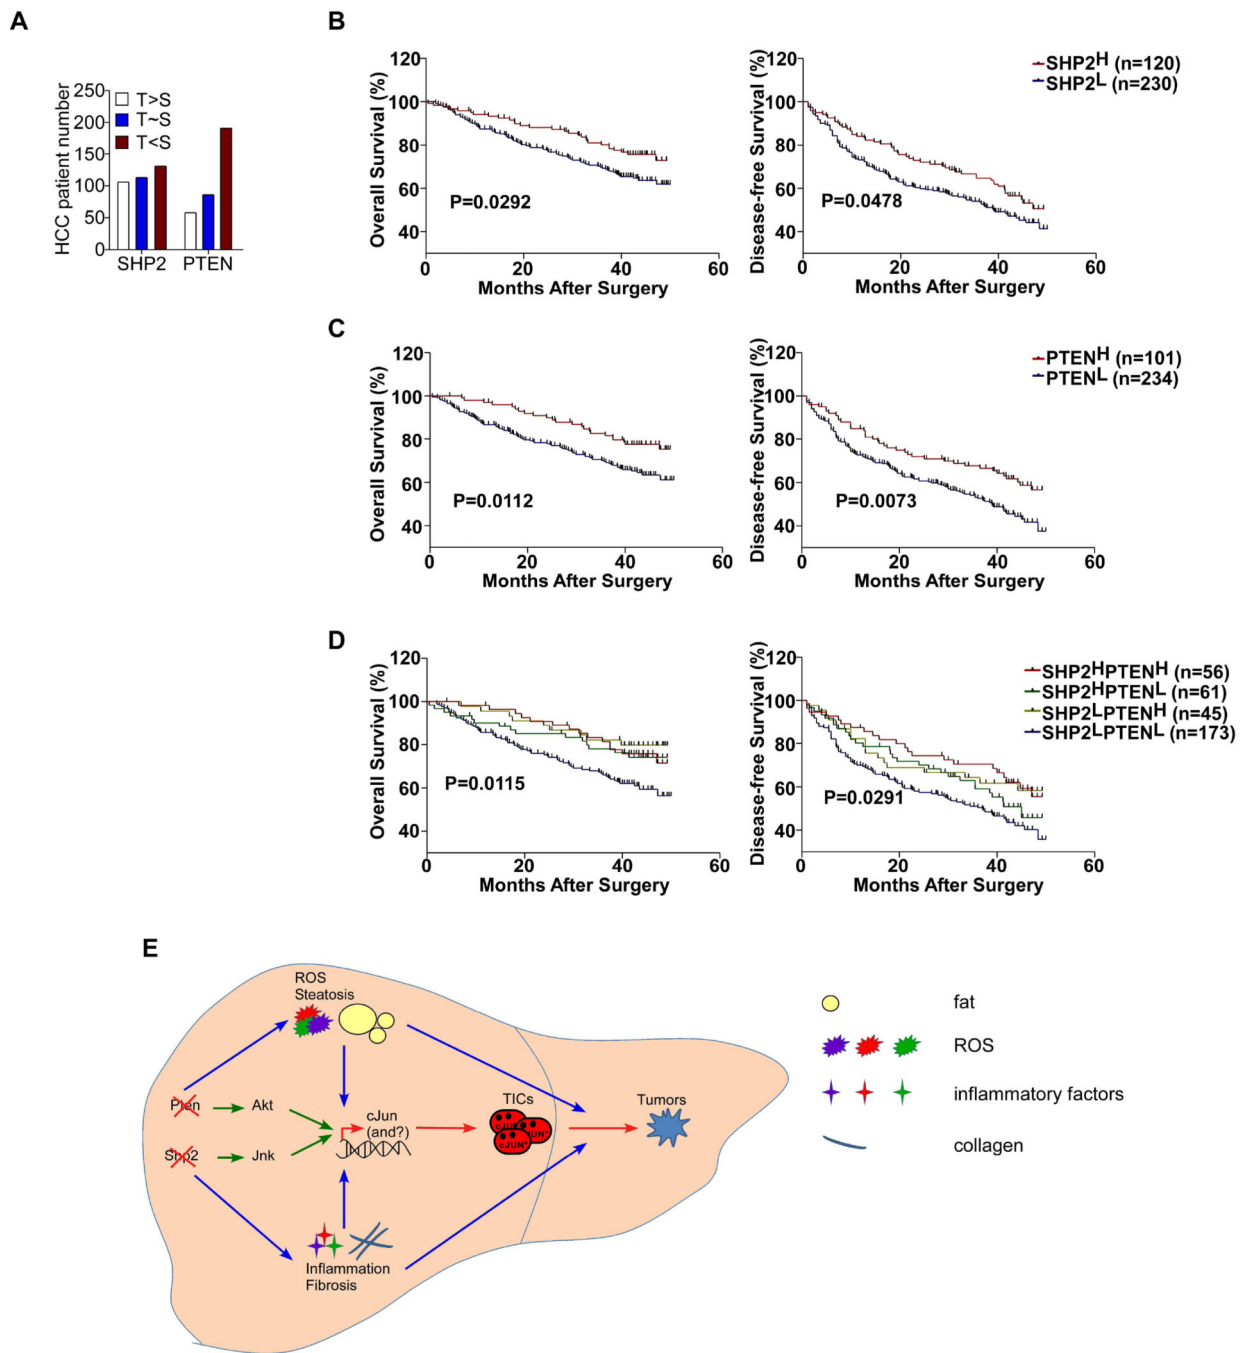 A
HCC patient number
250
200
150
100
50
0
T>S
T~S
T<S
SHP2 PTEN
B
Overall Survival (%)
120
100
80
60
40
P=0.0292
0 20 40 60
Months After Surgery
Disease-free Survival (%)
120
100
80
60
40
P=0.0478
0 20 40 60
Months After Surgery
SHP2H (n=120)
SHP2L (n=230)
C
Overall Survival (%)
120
100
80
60
40
P=0.0112
0 20 40 60
Months After Surgery
Disease-free Survival (%)
120
100
80
60
40
P=0.0073
0 20 40 60
Months After Surgery
PTENH (n=101)
PTENL (n=234)
D
Overall Survival (%)
120
100
80
60
40
P=0.0115
0 20 40 60
Months After Surgery
Disease-free Survival (%)
120
100
80
60
40
P=0.0291
0 20 40 60
Months After Surgery
SHP2HPTENH (n=56)
SHP2HPTENL (n=61)
SHP2LPTENH (n=45)
SHP2LPTENL (n=173)
E
ROS
Steatosis
Pten Akt
Shp2 Jnk
cJun
(and?)
TICs
cJUN+
Tumors
Inflammation
Fibrosis
fat
ROS
inflammatory factors
collagen